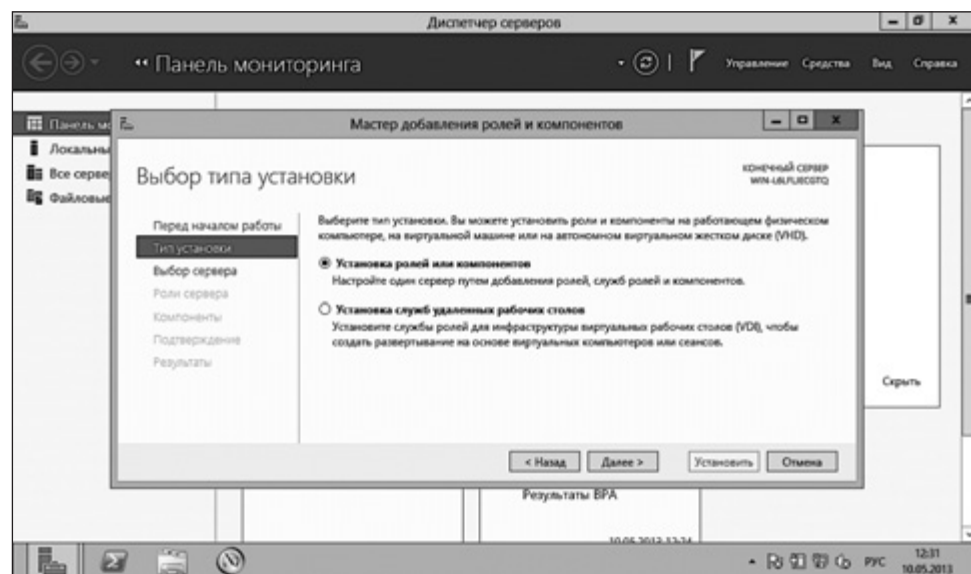 Диспетчер серверов
Панель мониторинга
Управление Средства Вид Справка
Панель мо
Локальны
Все серве
Файловые
Мастер добавления ролей и компонентов
Выбор типа установки
КОНЕЧНЫЙ СЕРВЕР
Перед началом работы
Тип установки
Выбор сервера
Роли сервера
Компоненты
Подтверждение
Результаты
Выберите тип установки. Вы можете установить роли и компоненты на работающем физическом
компьютере, на виртуальной машине или на автономном виртуальном жестком диске (VHD).
Установка ролей или компонентов
Настройте один сервер путем добавления ролей, служб ролей и компонентов.
Установка служб удаленных рабочих столов
Установите службы ролей для инфраструктуры виртуальных рабочих столов (VDI), чтобы
создать развертывание на основе виртуальных компьютеров или сеансов.
< Назад Далее > Установить Отмена
Скрыть
Результаты BPA
10.05.2013 12:24
РУС
12:31
10.05.2013